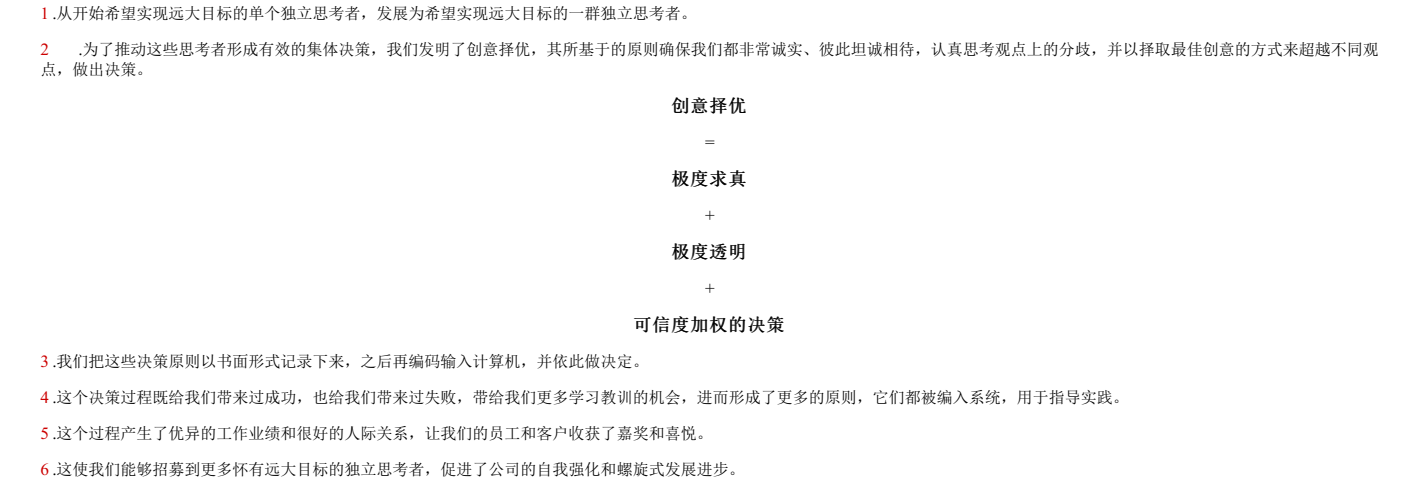 1 .从开始希望实现远大目标的单个独立思考者，发展为希望实现远大目标的一群独立思考者。
2 .为了推动这些思考者形成有效的集体决策，我们发明了创意择优，其所基于的原则确保我们都非常诚实、彼此坦诚相待，认真思考观点上的分歧，并以择取最佳创意的方式来超越不同观
点，做出决策。
创意择优
=
极度求真
+
极度透明
+
可信度加权的决策
3 .我们把这些决策原则以书面形式记录下来，之后再编码输入计算机，并依此做决定。
4 .这个决策过程既给我们带来过成功，也给我们带来过失败，带给我们更多学习教训的机会，进而形成了更多的原则，它们都被编入系统，用于指导实践。
5 .这个过程产生了优异的工作业绩和很好的人际关系，让我们的员工和客户收获了嘉奖和喜悦。
6 .这使我们能够招募到更多怀有远大目标的独立思考者，促进了公司的自我强化和螺旋式发展进步。